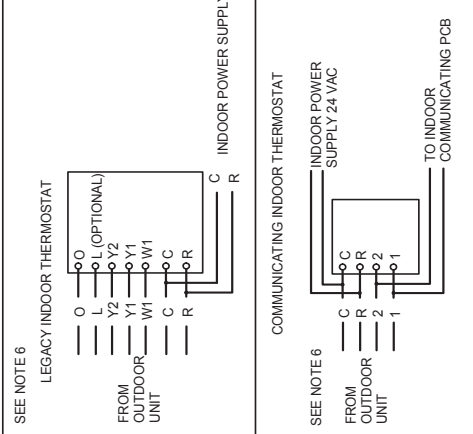 SEE NOTE 6
LEGACY INDOOR THERMOSTAT
O O
L L (OPTIONAL)
Y2 Y2
Y1 Y1
W1 W1
C C
R R
FROM
OUTDOOR
UNIT
C
R
INDOOR POWER SUPPLY
COMMUNICATING INDOOR THERMOSTAT
INDOOR POWER
SUPPLY 24 VAC
SEE NOTE 6
C C
R R
2 2
1 1
FROM
OUTDOOR
UNIT
TO INDOOR
COMMUNICATING PCB